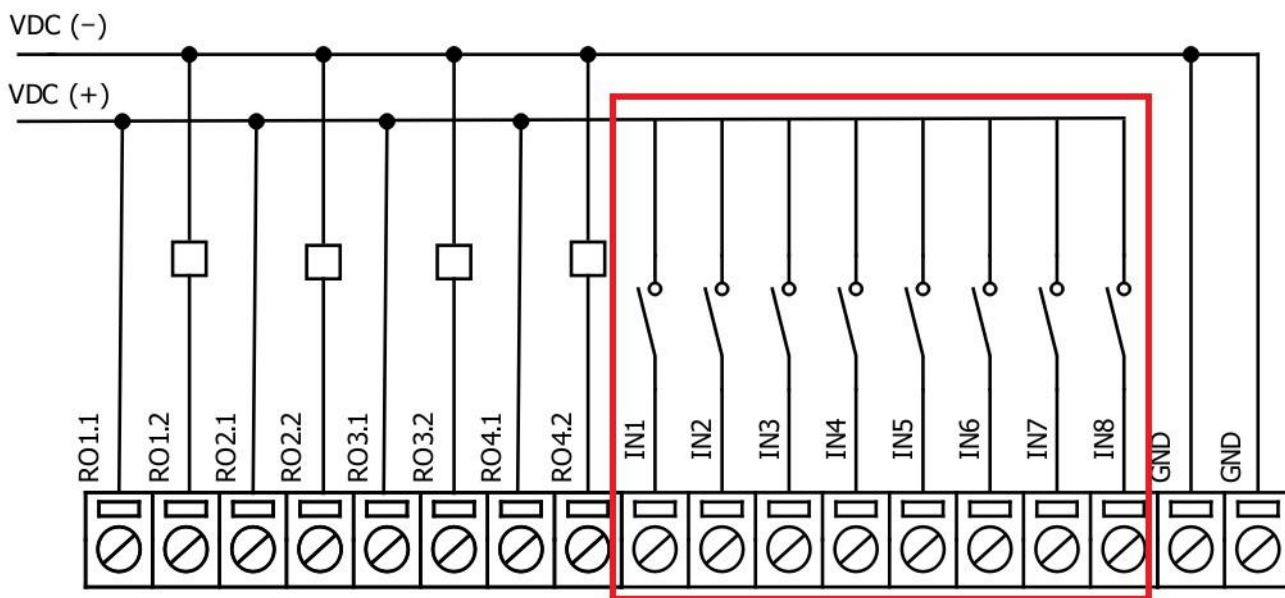 VDC (−)
VDC (+)
RO1.1
RO1.2
RO2.1
RO2.2
RO3.1
RO3.2
RO4.1
RO4.2
IN1
IN2
IN3
IN4
IN5
IN6
IN7
IN8
GND
GND